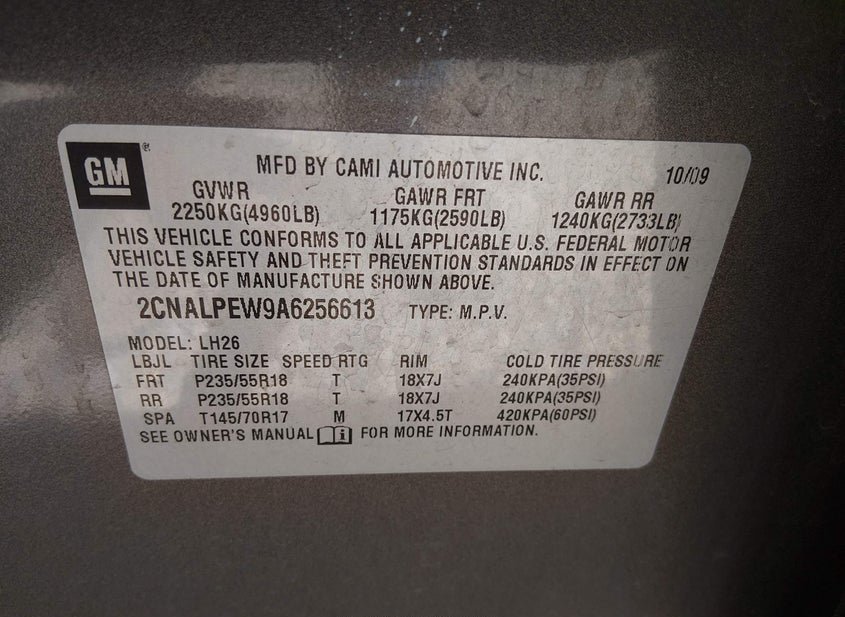 GM ®
MFD BY CAMI AUTOMOTIVE INC. 10/09
GVWR GAWR FRT GAWR RR
2250KG(4960LB) 1175KG(2590LB) 1240KG(2733LB)
THIS VEHICLE CONFORMS TO ALL APPLICABLE U.S. FEDERAL MOTOR
VEHICLE SAFETY AND THEFT PREVENTION STANDARDS IN EFFECT ON
THE DATE OF MANUFACTURE SHOWN ABOVE.
2CNALPEW9A6256613 TYPE: M.P.V.
MODEL: LH26
LBJL TIRE SIZE SPEED RTG RIM COLD TIRE PRESSURE
FRT P235/55R18 T 18X7J 240KPA(35PSI)
RR P235/55R18 T 18X7J 240KPA(35PSI)
SPA T145/70R17 M 17X4.5T 420KPA(60PSI)
SEE OWNER'S MANUAL i FOR MORE INFORMATION.